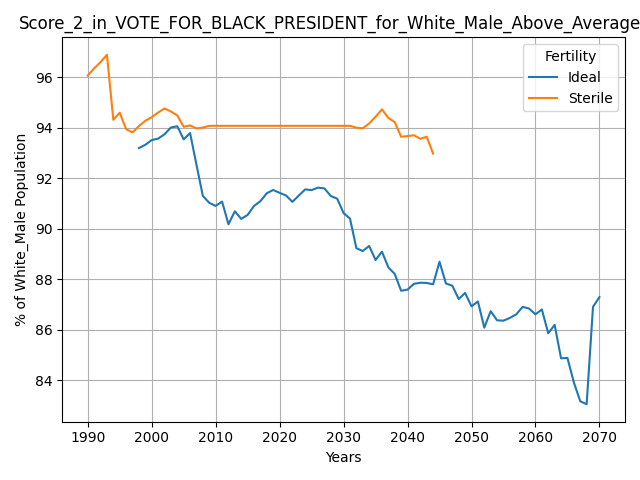 Score_2_in_VOTE_FOR_BLACK_PRESIDENT_for_White_Male_Above_Average
Fertility
Ideal
Sterile
% of White_Male Population
96
94
92
90
88
86
84
1990 2000 2010 2020 2030 2040 2050 2060 2070
Years